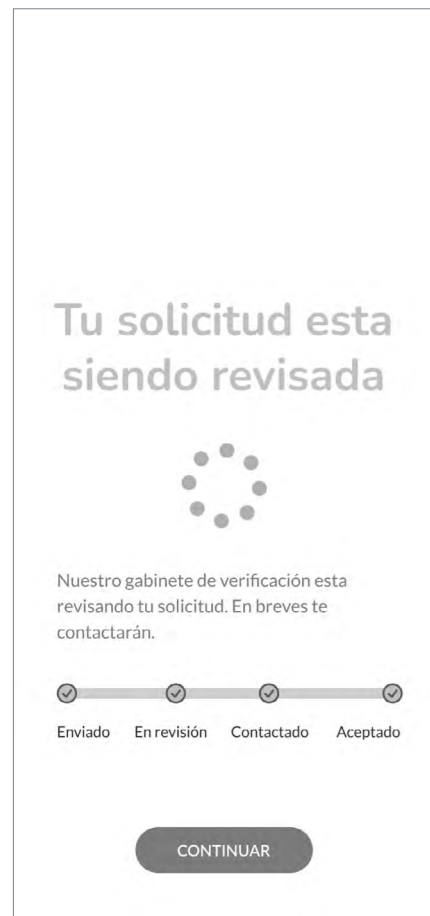 Tu solicitud esta
siendo revisada
Nuestro gabinete de verificación esta
revisando tu solicitud. En breves te
contactarán.
Enviado En revisión Contactado Aceptado
CONTINUAR